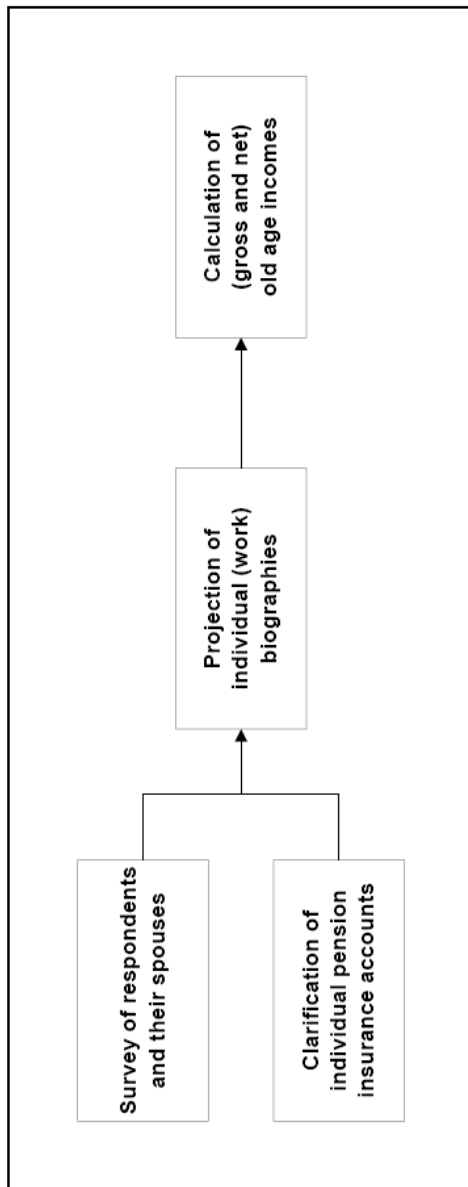 Survey of respondents
and their spouses
Clarification of
individual pension
insurance accounts
Projection of
individual (work)
biographies
Calculation of
(gross and net)
old age incomes